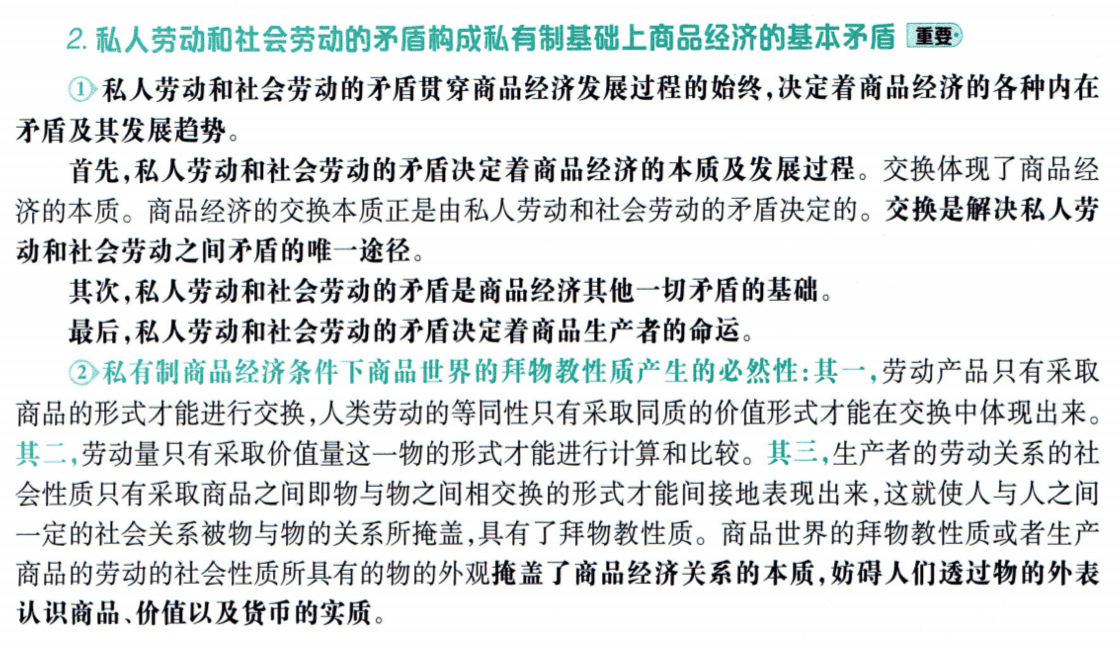 2. 私人劳动和社会劳动的矛盾构成私有制基础上商品经济的基本矛盾 重要
①私人劳动和社会劳动的矛盾贯穿商品经济发展过程的始终,决定着商品经济的各种内在
矛盾及其发展趋势。
首先,私人劳动和社会劳动的矛盾决定着商品经济的本质及发展过程。交换体现了商品经
济的本质。商品经济的交换本质正是由私人劳动和社会劳动的矛盾决定的。交换是解决私人劳
动和社会劳动之间矛盾的唯一途径。
其次,私人劳动和社会劳动的矛盾是商品经济其他一切矛盾的基础。
最后,私人劳动和社会劳动的矛盾决定着商品生产者的命运。
②私有制商品经济条件下商品世界的拜物教性质产生的必然性:其一,劳动产品只有采取
商品的形式才能进行交换,人类劳动的等同性只有采取同质的价值形式才能在交换中体现出来。
其二,劳动量只有采取价值量这一物的形式才能进行计算和比较。其三,生产者的劳动关系的社
会性质只有采取商品之间即物与物之间相交换的形式才能间接地表现出来,这就使人与人之间
一定的社会关系被物与物的关系所掩盖,具有了拜物教性质。商品世界的拜物教性质或者生产
商品的劳动的社会性质所具有的物的外观掩盖了商品经济关系的本质,妨碍人们透过物的外表
认识商品、价值以及货币的实质。